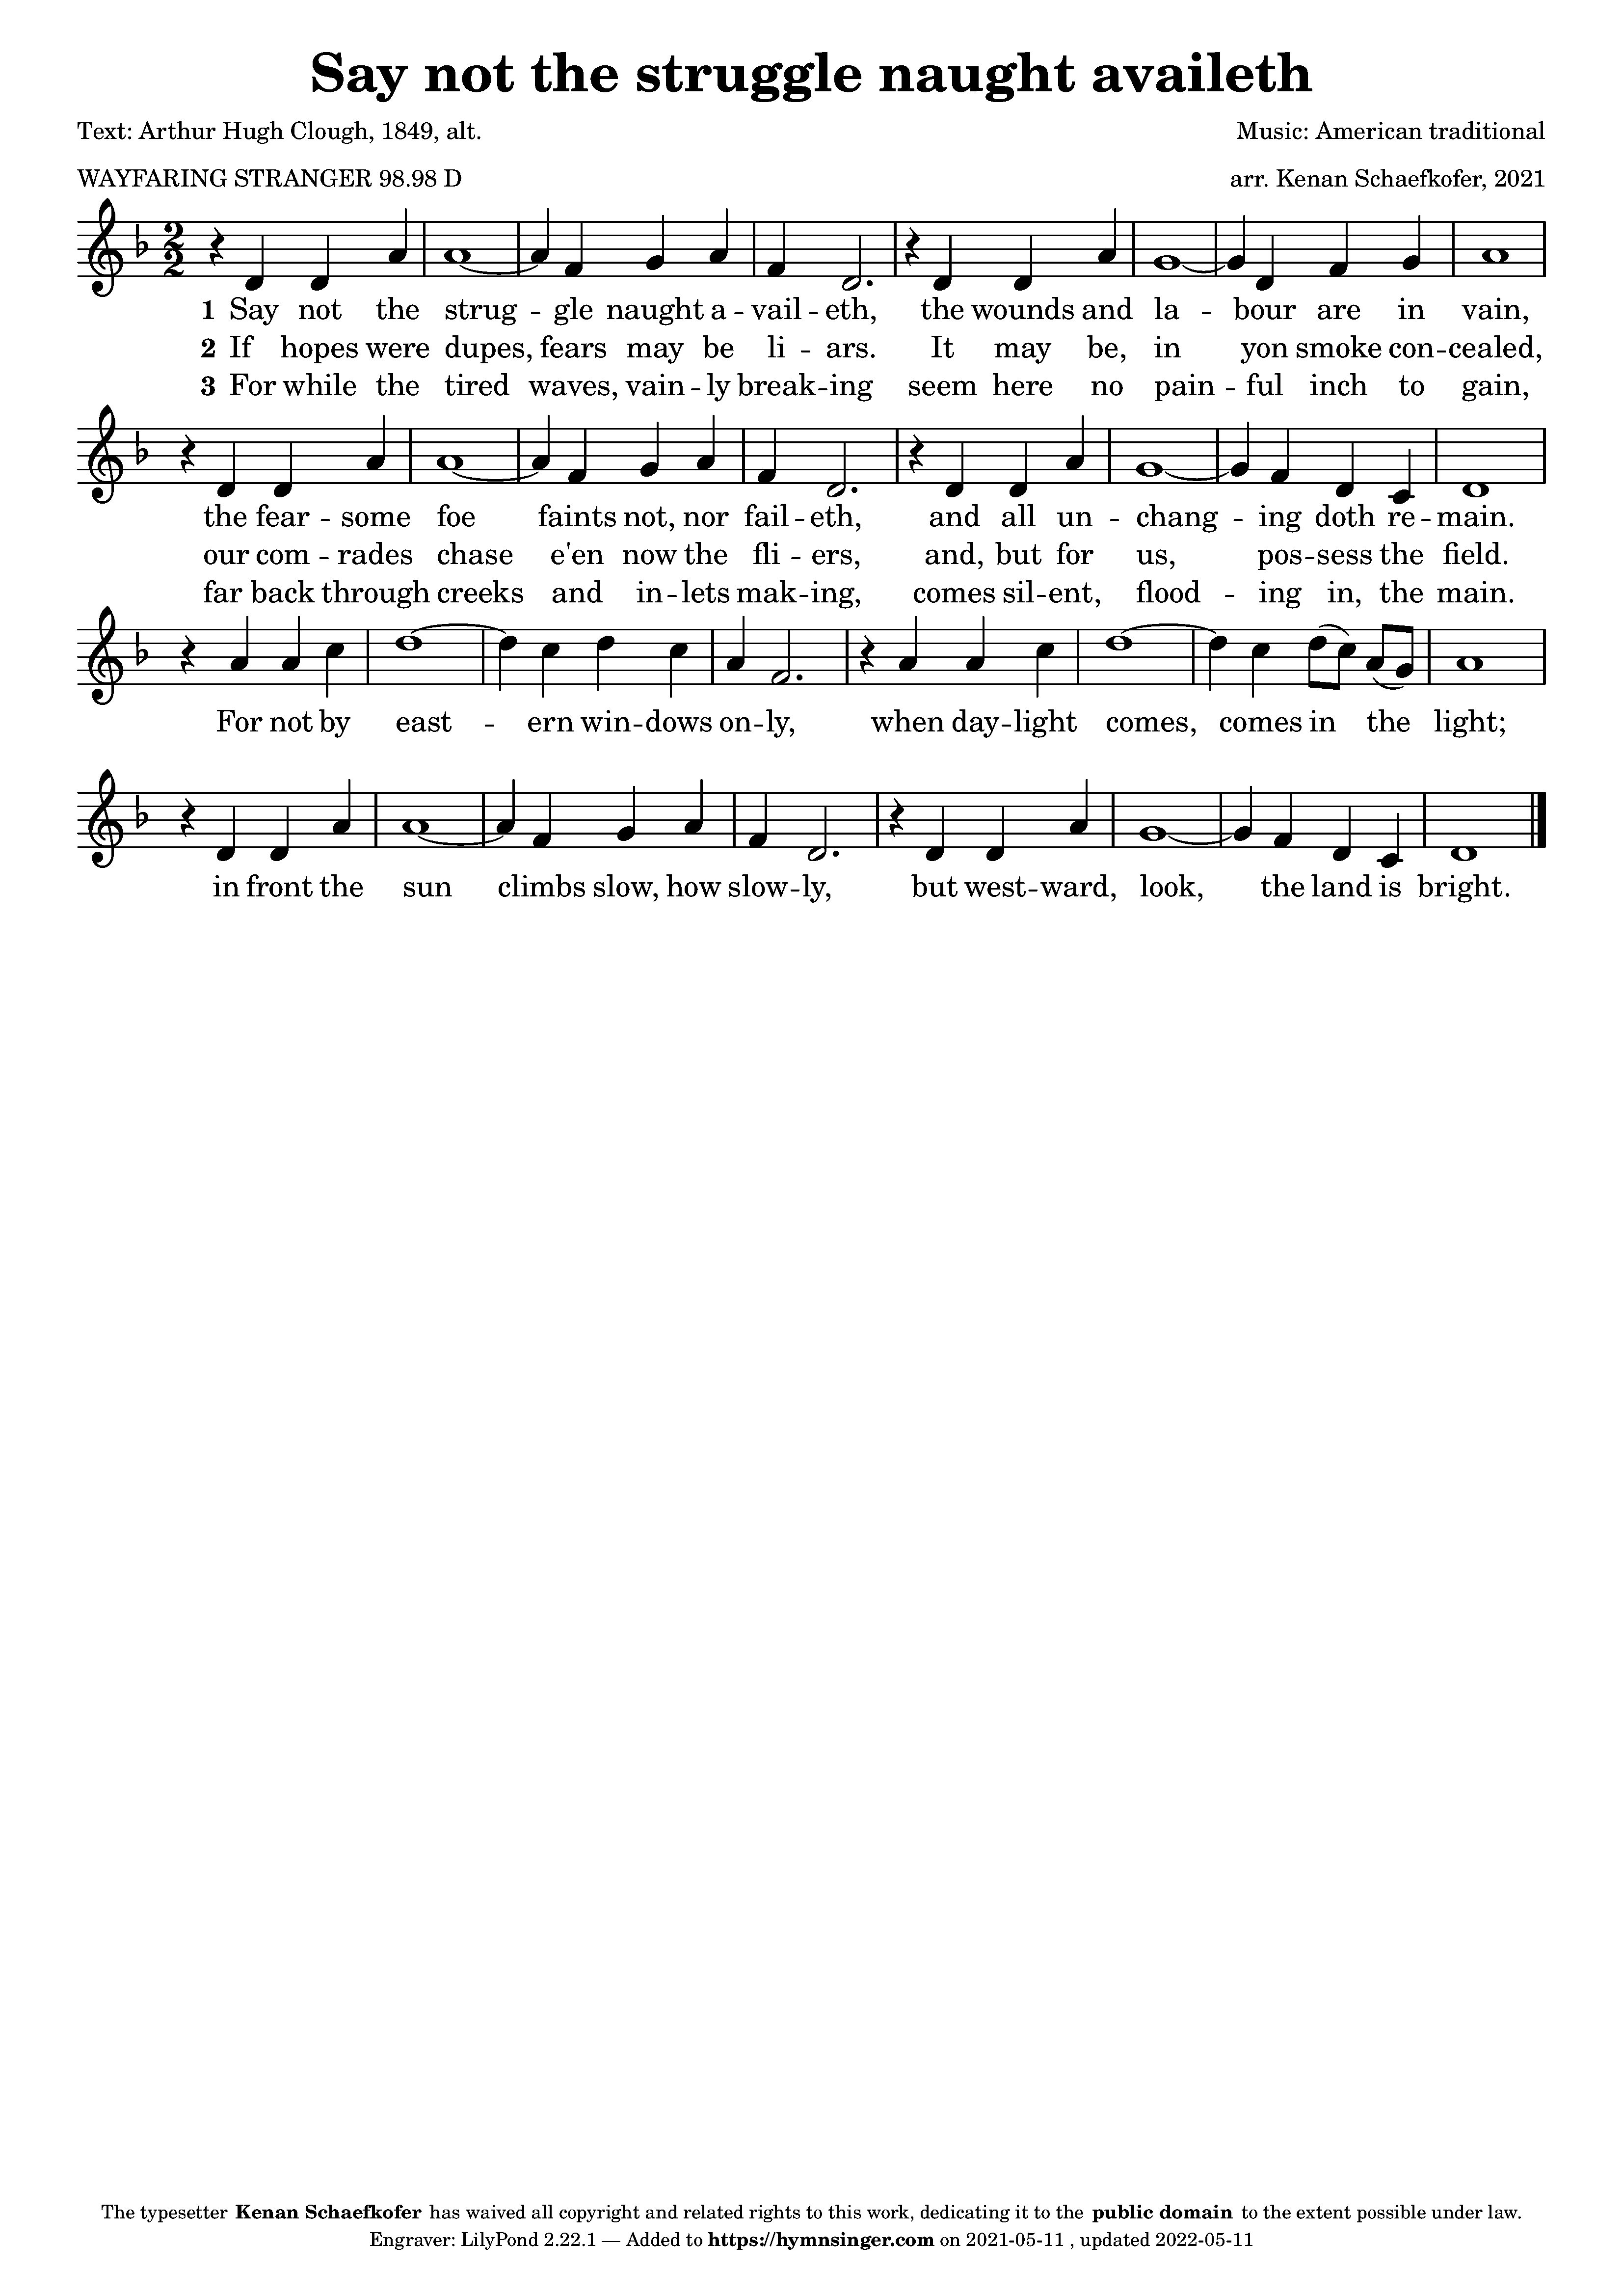 Say not the struggle naught availeth
Text: Arthur Hugh Clough, 1849, alt.
Music: American traditional
WAYFARING STRANGER 98.98 D
arr. Kenan Schaefkofer, 2021
1 Say not the strug -- gle naught a -- vail -- eth, the wounds and la -- bour are in vain,
2 If hopes were dupes, fears may be li -- ars. It may be, in yon smoke con -- cealed,
3 For while the tired waves, vain -- ly break -- ing seem here no pain -- ful inch to gain,
the fear -- some foe faints not, nor fail -- eth, and all un -- chang -- ing doth re -- main.
our com -- rades chase e'en now the fli -- ers, and, but for us, pos -- sess the field.
far back through creeks and in -- lets mak -- ing, comes sil -- ent, flood -- ing in, the main.
For not by east -- ern win -- dows on -- ly, when day -- light comes, comes in the light;
in front the sun climbs slow, how slow -- ly, but west -- ward, look, the land is bright.
The typesetter Kenan Schaefkofer has waived all copyright and related rights to this work, dedicating it to the public domain to the extent possible under law.
Engraver: LilyPond 2.22.1 — Added to https://hymnsinger.com on 2021-05-11 , updated 2022-05-11